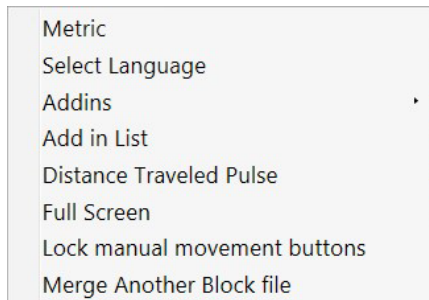 Metric
Select Language
Addins
Add in List
Distance Traveled Pulse
Full Screen
Lock manual movement buttons
Merge Another Block file